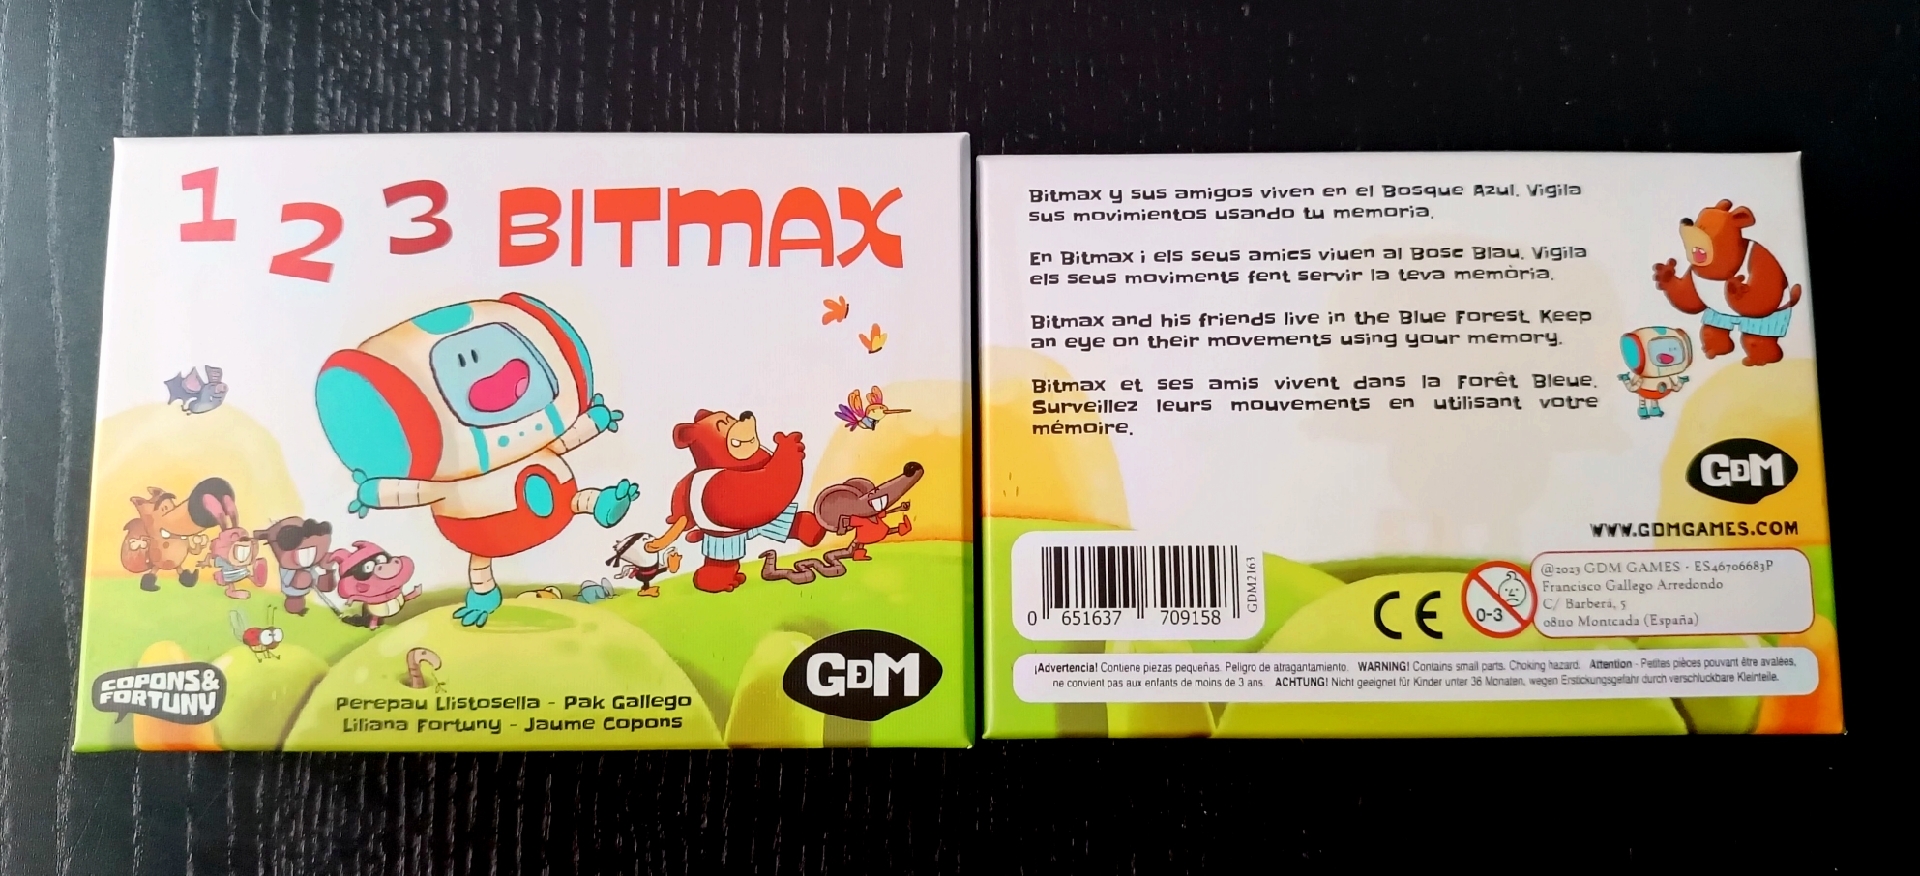 1 2 3 BITMAX
COPONS &
FORTUNY
Perepau Llistosella - Pak Gallego
Liliana Fortuny - Jaume Copons
GDM
Bitmax y sus amigos viven en el Bosque Azul. Vigila
sus movimientos usando tu memoria.
En Bitmax i els seus amics viuen al Bosc Blau. Vigila
els seus moviments fent servir la teva memòria.
Bitmax and his friends live in the Blue Forest. Keep
an eye on their movements using your memory.
Bitmax et ses amis vivent dans la Forêt Bleue.
Surveillez leurs mouvements en utilisant votre
mémoire.
GDM
WWW.GDMGAMES.COM
0 651637 709158
GDM2163
CE
0-3
@2023 GDM GAMES - ES46706683P
Francisco Gallego Arredondo
C/ Barberà, 5
08110 Montcada (España)
¡Advertencia! Contiene piezas pequeñas. Peligro de atragantamiento. WARNING! Contains small parts. Choking hazard. Attention - Petites pièces pouvant être avalées,
ne convient pas aux enfants de moins de 3 ans ACHTUNG! Nicht geeignet für Kinder unter 36 Monaten, wegen Erstickungsgefahr durch verschluckbare Kleinteile.